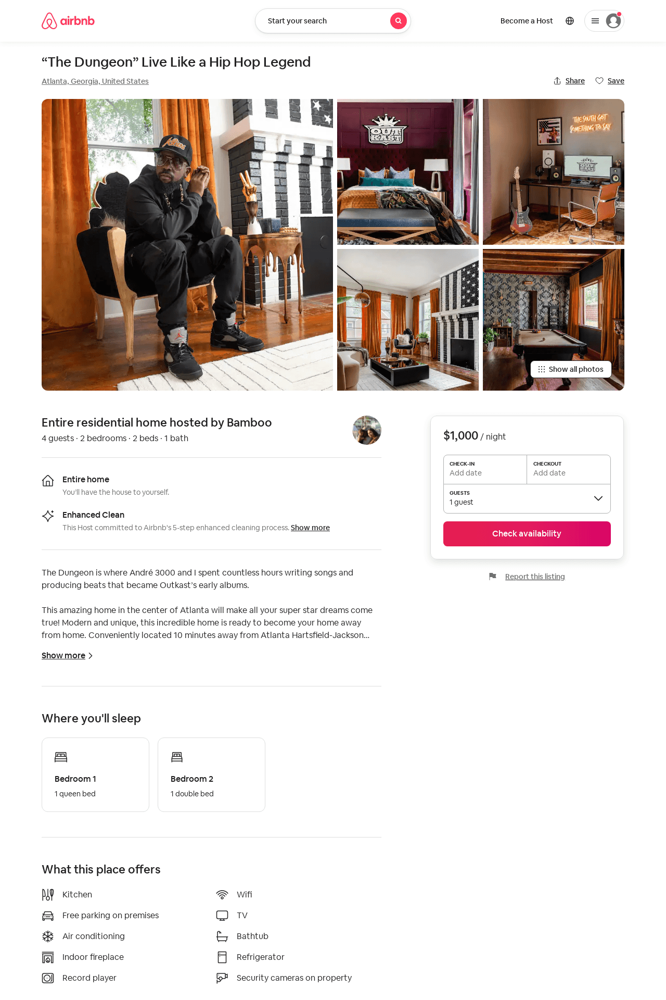 airbnb
Start your search
Become a Host
“The Dungeon” Live Like a Hip Hop Legend
Atlanta, Georgia, United States
Share
Save
OUT
KAST
THE SOUTH GOT
SOMETHING TO SAY
OUT
KAST
Show all photos
Entire residential home hosted by Bamboo
4 guests · 2 bedrooms · 2 beds · 1 bath
Entire home
You’ll have the house to yourself.
Enhanced Clean
This Host committed to Airbnb's 5-step enhanced cleaning process. Show more
The Dungeon is where André 3000 and I spent countless hours writing songs and
producing beats that became Outkast’s early albums.
This amazing home in the center of Atlanta will make all your super star dreams come
true! Modern and unique, this incredible home is ready to become your home away
from home. Conveniently located 10 minutes away from Atlanta Hartsfield-Jackson…
Show more
$1,000 / night
CHECK-IN
Add date
CHECKOUT
Add date
GUESTS
1 guest
Check availability
Report this listing
Where you'll sleep
Bedroom 1
1 queen bed
Bedroom 2
1 double bed
What this place offers
Kitchen
Wifi
Free parking on premises
TV
Air conditioning
Bathtub
Indoor fireplace
Refrigerator
Record player
Security cameras on property